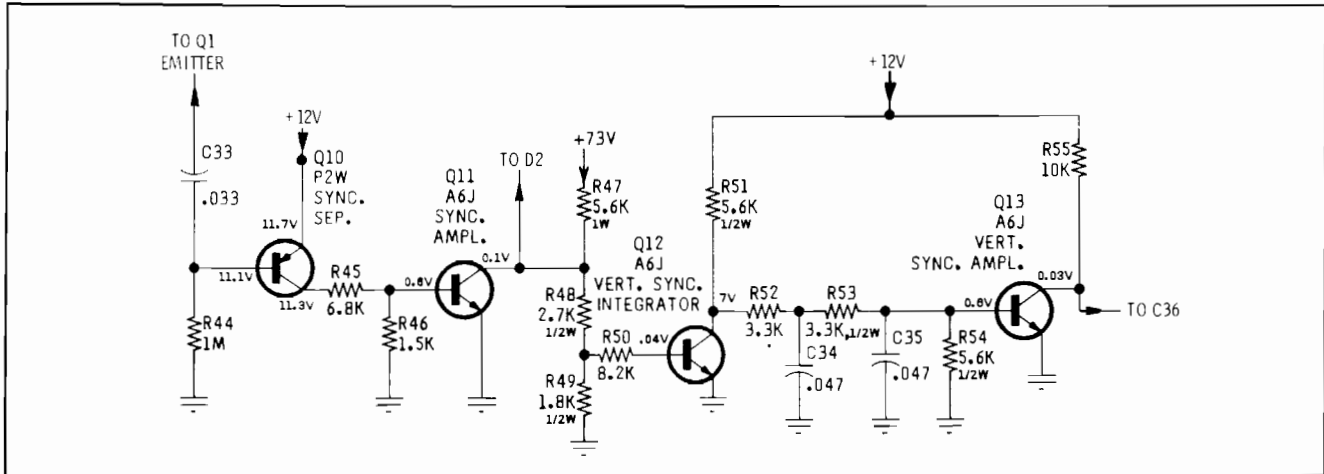 TO Q1
EMITTER
C33
.033
+12V
Q10
P2W
SYNC.
SEP.
11.7V
11.1V
11.3V
R44
1M
R45
6.8K
R46
1.5K
0.8V
Q11
A6J
SYNC.
AMPL.
0.1V
TO D2
+73V
R47
5.6K
1W
R48
2.7K
1/2W
R49
1.8K
1/2W
R50
8.2K
.04V
Q12
A6J
VERT. SYNC.
INTEGRATOR
7V
R51
5.6K
1/2W
+12V
R52
3.3K
R53
3.3K,1/2W
C34
.047
C35
.047
R54
5.6K
1/2W
0.8V
Q13
A6J
VERT.
SYNC. AMPL.
0.03V
R55
10K
TO C36